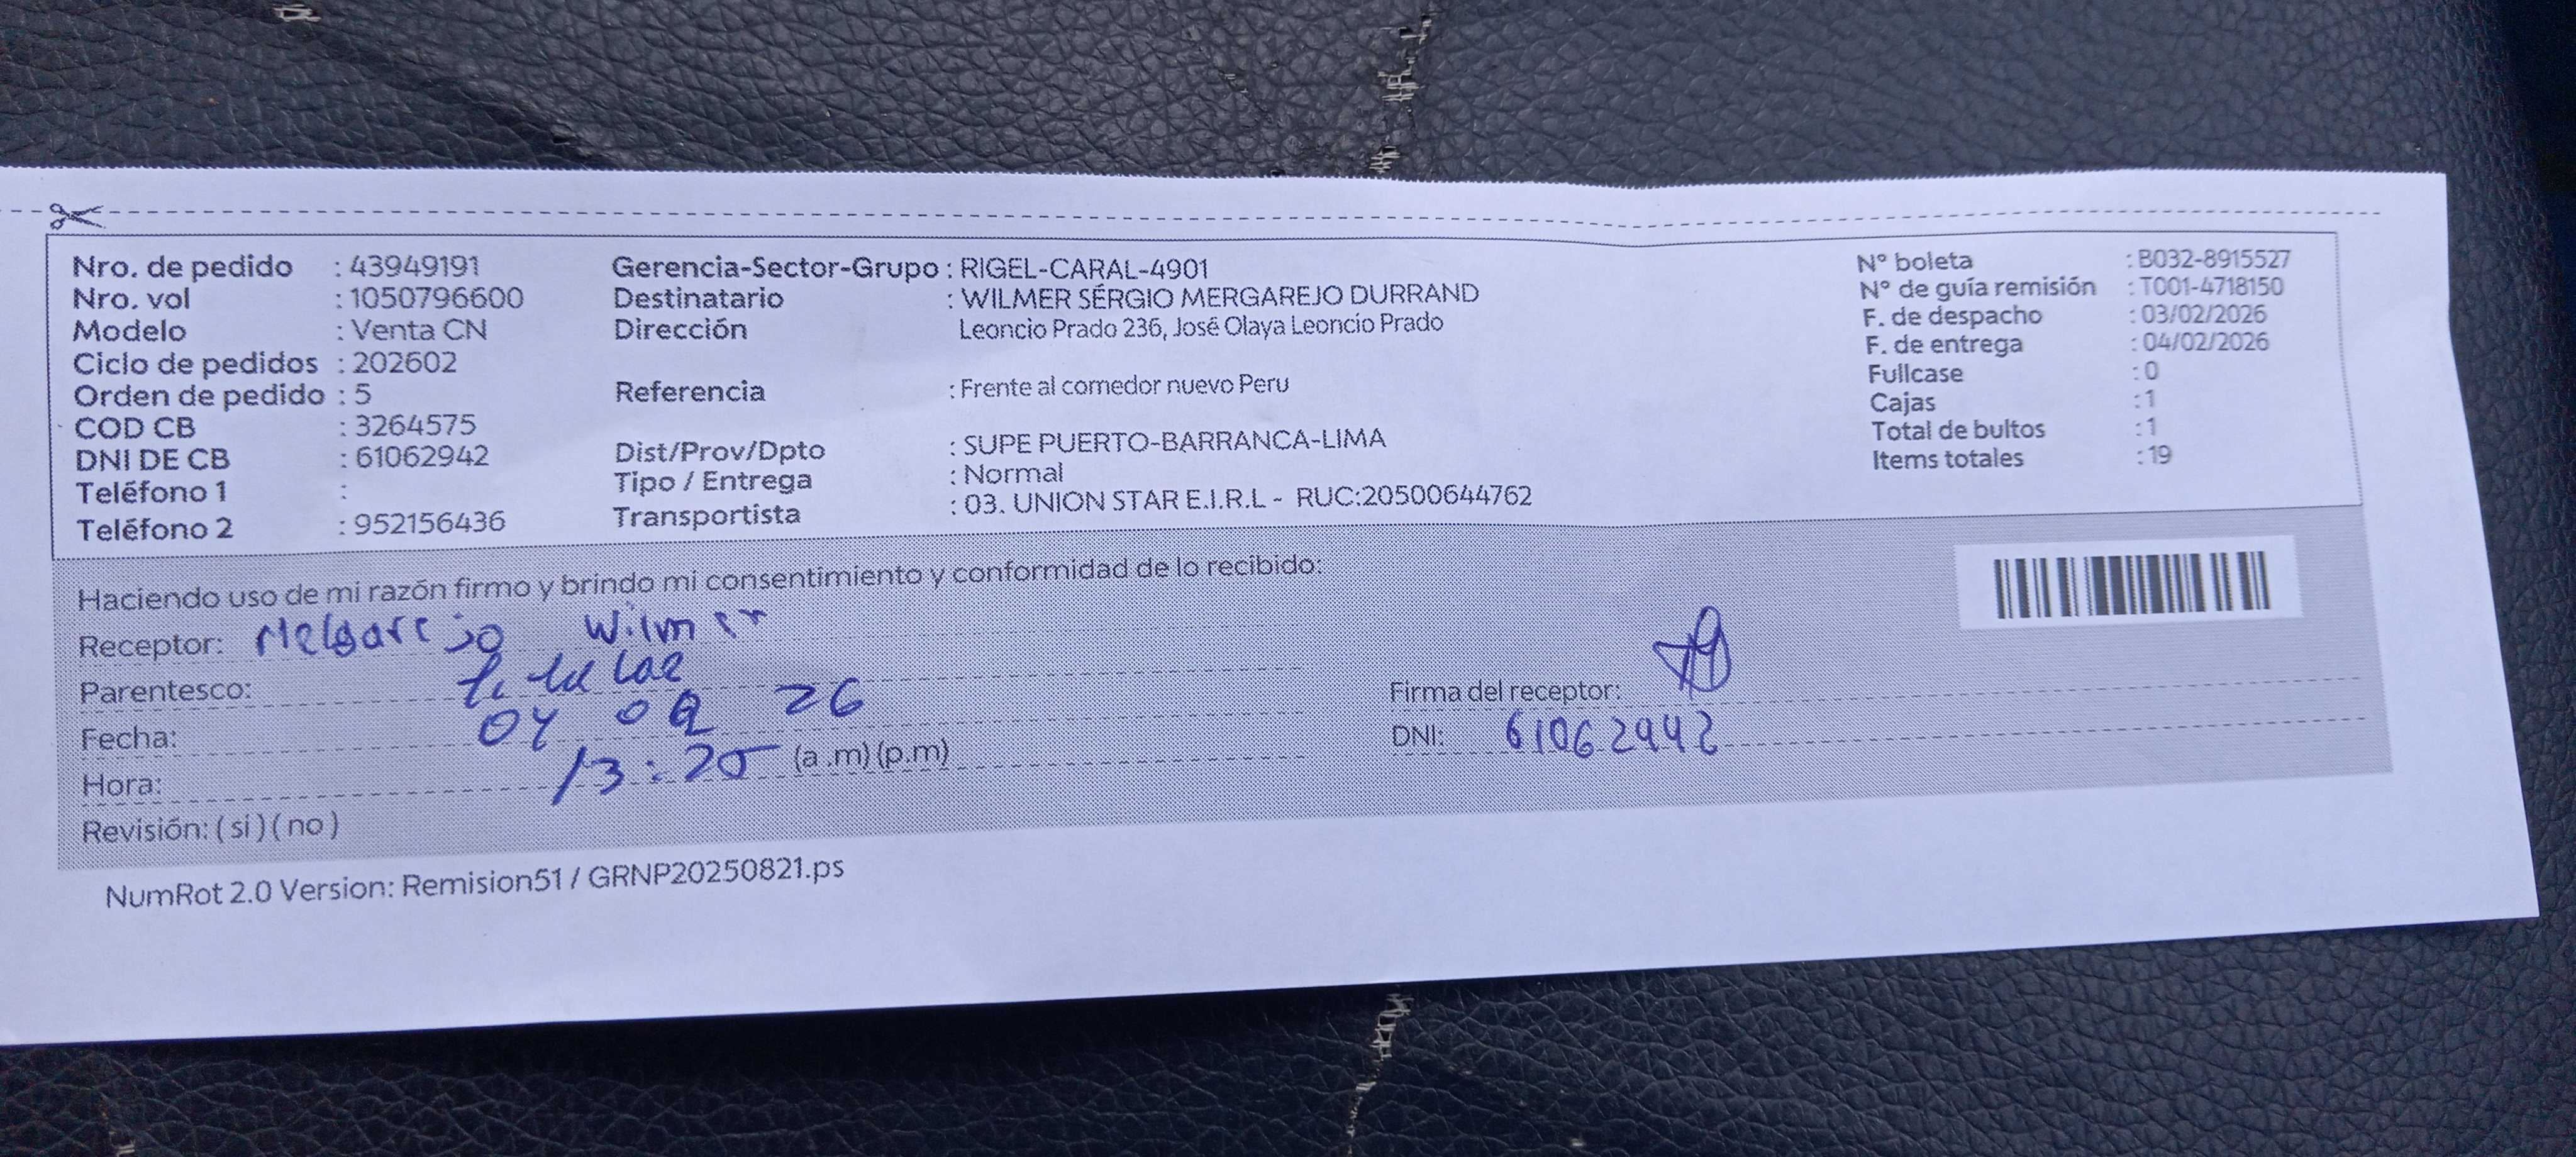 Nro. de pedido : 43949191
Nro. vol : 1050796600
Modelo : Venta CN
Ciclo de pedidos : 202602
Orden de pedido : 5
COD CB : 3264575
DNI DE CB : 61062942
Teléfono 1 :
Teléfono 2 : 952156436
Gerencia-Sector-Grupo : RIGEL-CARAL-4901
Destinatario : WILMER SÉRGIO MERGAREJO DURRAND
Dirección Leoncio Prado 236, José Olaya Leoncio Prado
Referencia : Frente al comedor nuevo Peru
Dist/Prov/Dpto : SUPE PUERTO-BARRANCA-LIMA
Tipo / Entrega : Normal
Transportista : 03. UNION STAR E.I.R.L - RUC:20500644762
N° boleta : B032-8915527
N° de guía remisión : T001-4718150
F. de despacho : 03/02/2026
F. de entrega : 04/02/2026
Fullcase : 0
Cajas : 1
Total de bultos : 1
Items totales : 19
Haciendo uso de mi razón firmo y brindo mi consentimiento y conformidad de lo recibido:
Receptor: Melgarejo Wilmer
Parentesco:
Fecha: 04 02 26
Hora: 13:25 (a.m)(p.m)
Revisión: ( si ) ( no )
Firma del receptor:
DNI: 61062942
NumRot 2.0 Version: Remision51 / GRNP20250821.ps